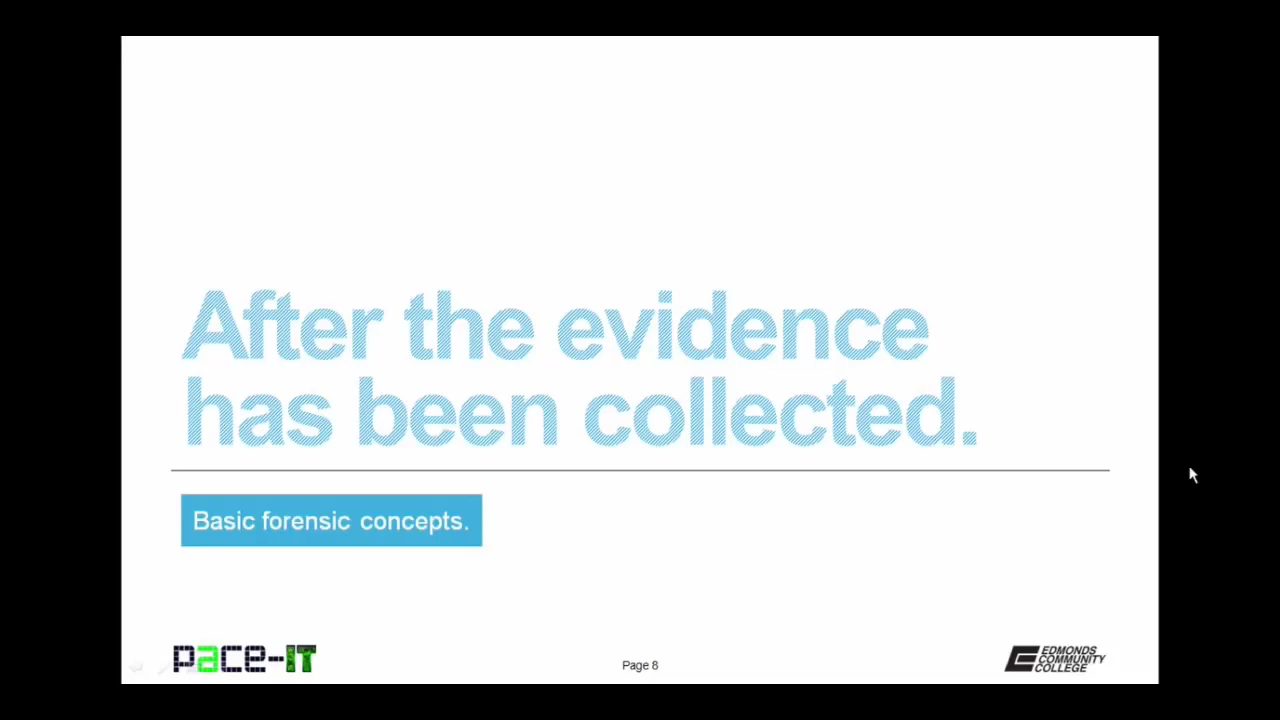 After the evidence
has been collected.
Basic forensic concepts.
pace-IT
Page 8
EDMONDS
COMMUNITY
COLLEGE